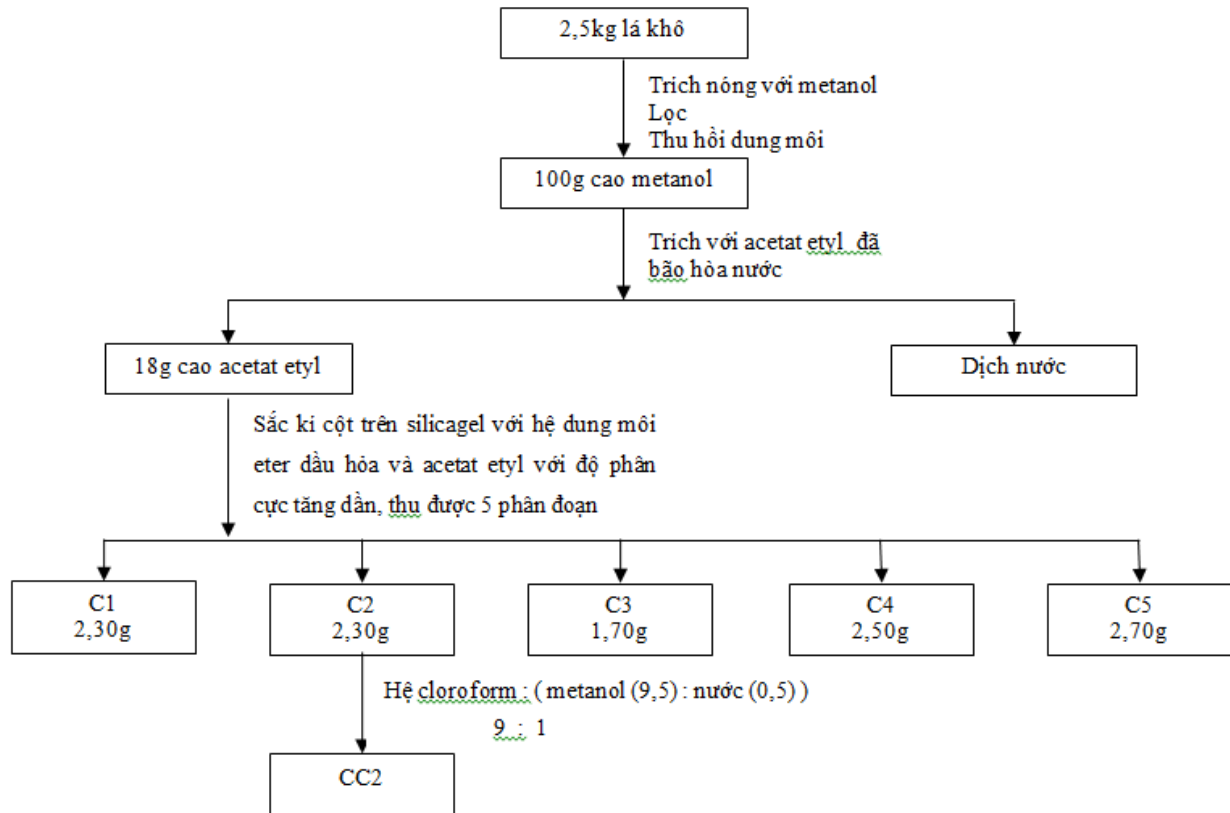 2,5kg lá khô
Trích nóng với metanol
Lọc
Thu hồi dung môi
100g cao metanol
Trích với acetat etyl đã
bão hòa nước
18g cao acetat etyl
Dịch nước
Sắc kí cột trên silicagel với hệ dung môi
eter dầu hỏa và acetat etyl với độ phân
cực tăng dần, thu được 5 phân đoạn
C1
2,30g
C2
2,30g
C3
1,70g
C4
2,50g
C5
2,70g
Hệ cloroform : ( metanol (9,5) : nước (0,5) )
9 : 1
CC2